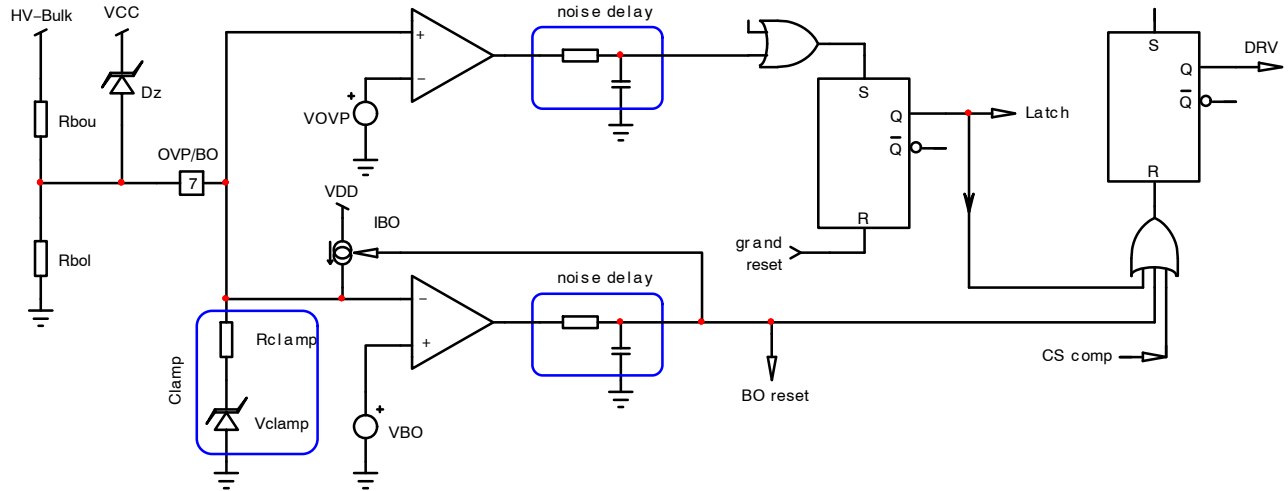 HV–Bulk
VCC
Dz
Rbou
OVP/BO
7
Rbol
+
–
+
VOVP
noise delay
S
Q
Q
R
Latch
grand
reset
S
Q
Q
R
DRV
VDD
IBO
–
+
noise delay
Clamp
Rclamp
Vclamp
+
VBO
BO reset
CS comp